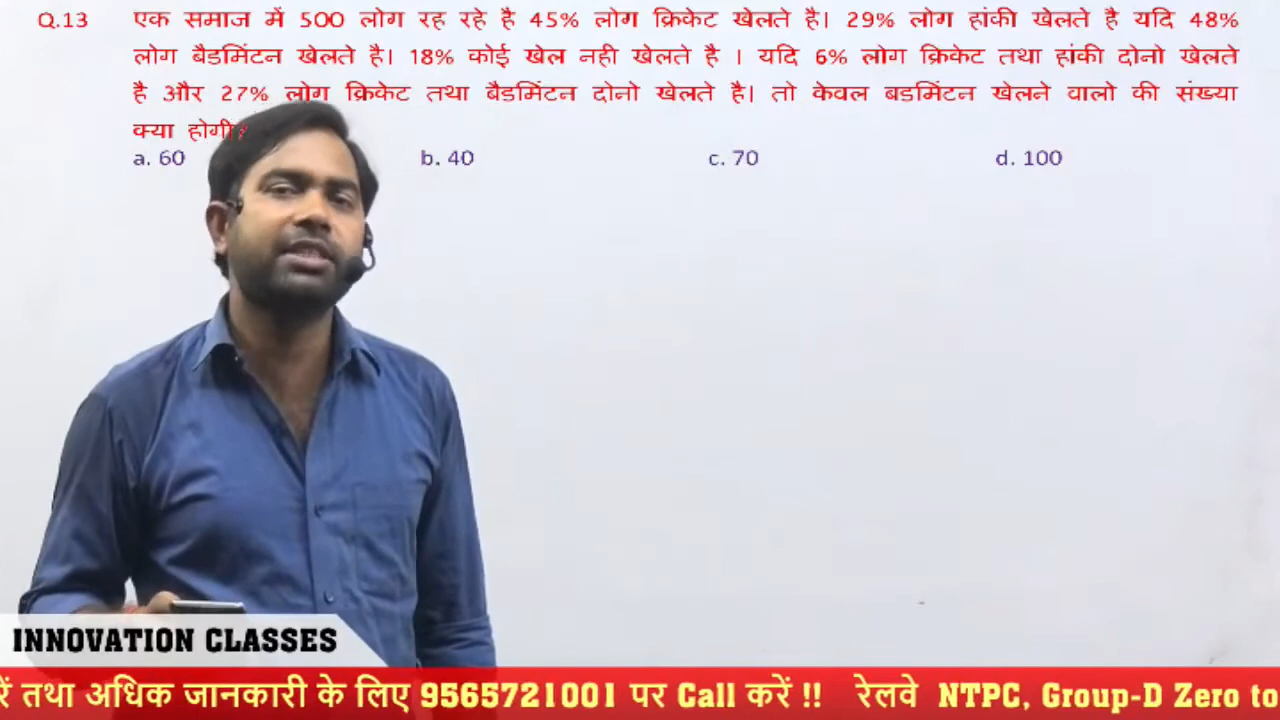 Q.13 एक समाज में 500 लोग रह रहे है 45% लोग क्रिकेट खेलते है। 29% लोग हांकी खेलते है यदि 48%
लोग बैडमिंटन खेलते है। 18% कोई खेल नही खेलते है । यदि 6% लोग क्रिकेट तथा हांकी दोनो खेलते
है और 27% लोग क्रिकेट तथा बैडमिंटन दोनो खेलते है। तो केवल बडमिंटन खेलने वालो की संख्या
क्या होगी?
a. 60 b. 40 c. 70 d. 100
INNOVATION CLASSES
रें तथा अधिक जानकारी के लिए 9565721001 पर Call करें !! रेलवे NTPC, Group-D Zero to